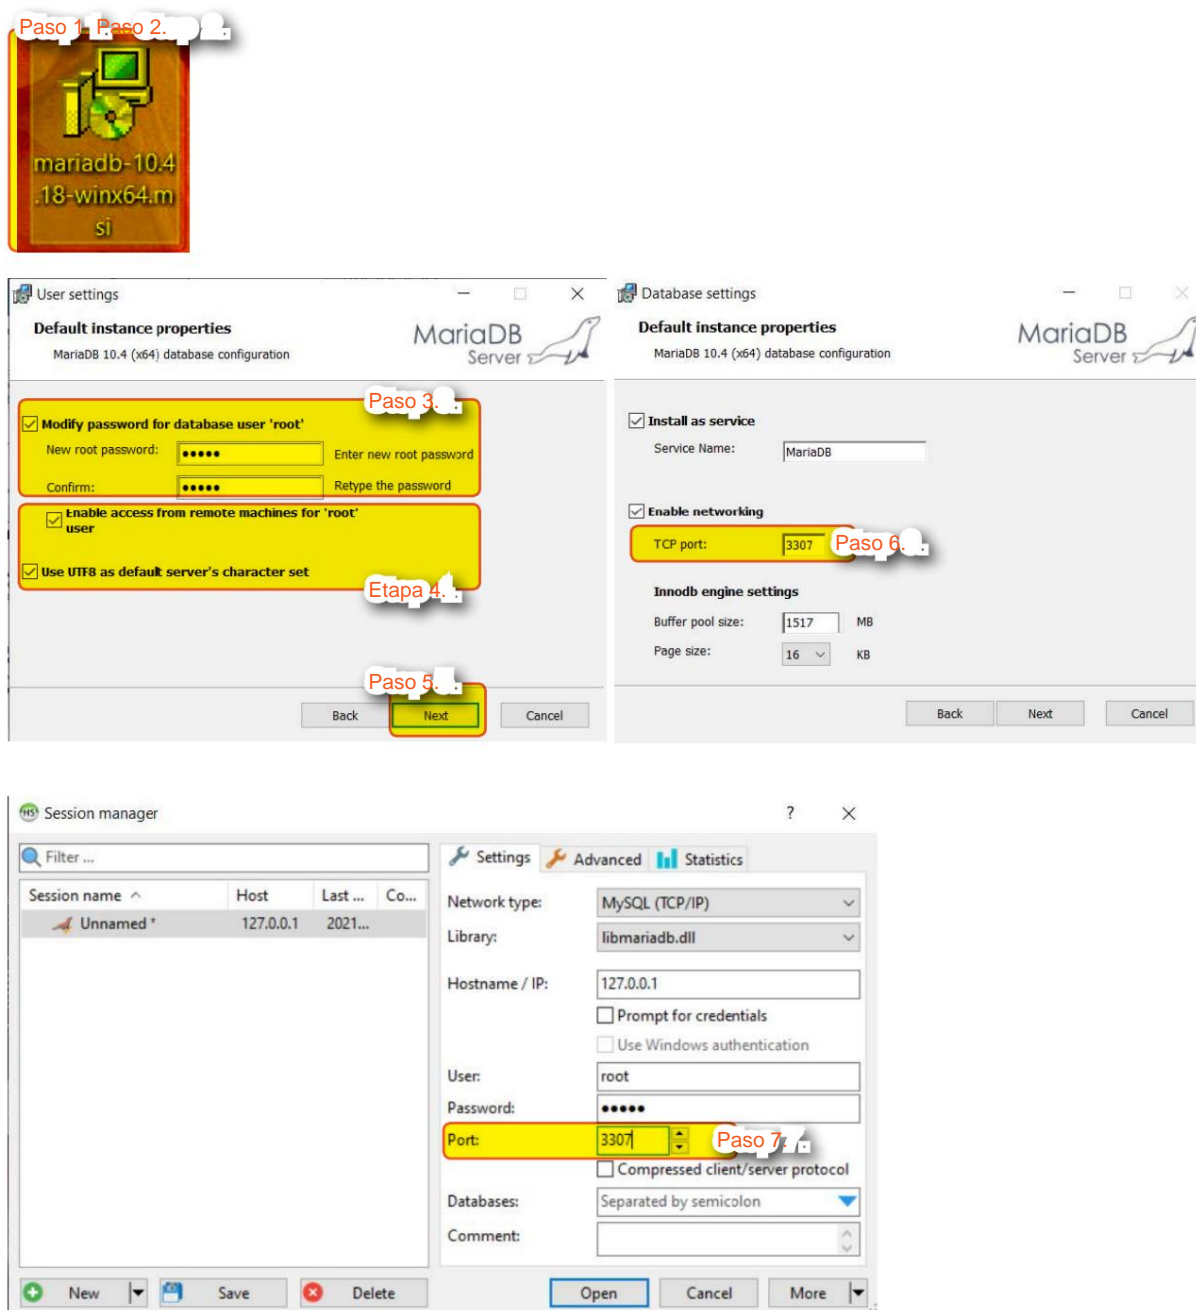 Paso 1. Paso 2.
mariadb-10.4
.18-winx64.m
si
User settings
Default instance properties
MariaDB 10.4 (x64) database configuration
MariaDB
Server
Paso 3.
Modify password for database user 'root'
New root password:
Enter new root password
Confirm:
Retype the password
Enable access from remote machines for 'root'
user
Use UTF8 as default server's character set
Etapa 4.
Paso 5.
Back
Next
Cancel
Database settings
Default instance properties
MariaDB 10.4 (x64) database configuration
MariaDB
Server
Install as service
Service Name: MariaDB
Enable networking
TCP port: 3307 Paso 6.
Innodb engine settings
Buffer pool size: 1517 MB
Page size: 16 KB
Back
Next
Cancel
Session manager
?
Filter ...
Session name Host Last ... Co...
Unnamed * 127.0.0.1 2021...
New
Save
Delete
Settings Advanced Statistics
Network type: MySQL (TCP/IP)
Library: libmariadb.dll
Hostname / IP: 127.0.0.1
Prompt for credentials
Use Windows authentication
User: root
Password:
Port: 3307 Paso 7.
Compressed client/server protocol
Databases: Separated by semicolon
Comment:
Open
Cancel
More